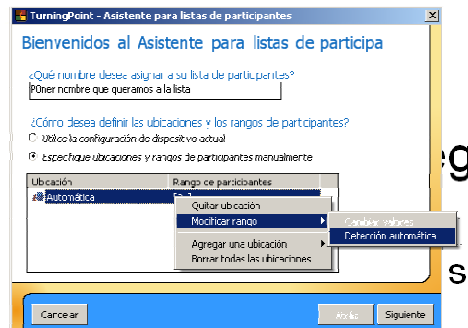 TurningPoint - Asistente para listas de participantes
Bienvenidos al Asistente para listas de participa
¿Qué nombre desea asignar a su lista de participantes?
P0ner nombre que queramos a la lista
¿Cómo desea definir las ubicaciones y los rangos de participantes?
Utilice la configuración de dispositivo actual
Especifique ubicaciones y rangos de participantes manualmente
Ubicación Rango de participantes
Automática
Quitar ubicación
Modificar rango
Cambiar valores
Detección automática
Agregar una ubicación
Borrar todas las ubicaciones
eg
s
Cancelar Atrás Siguiente